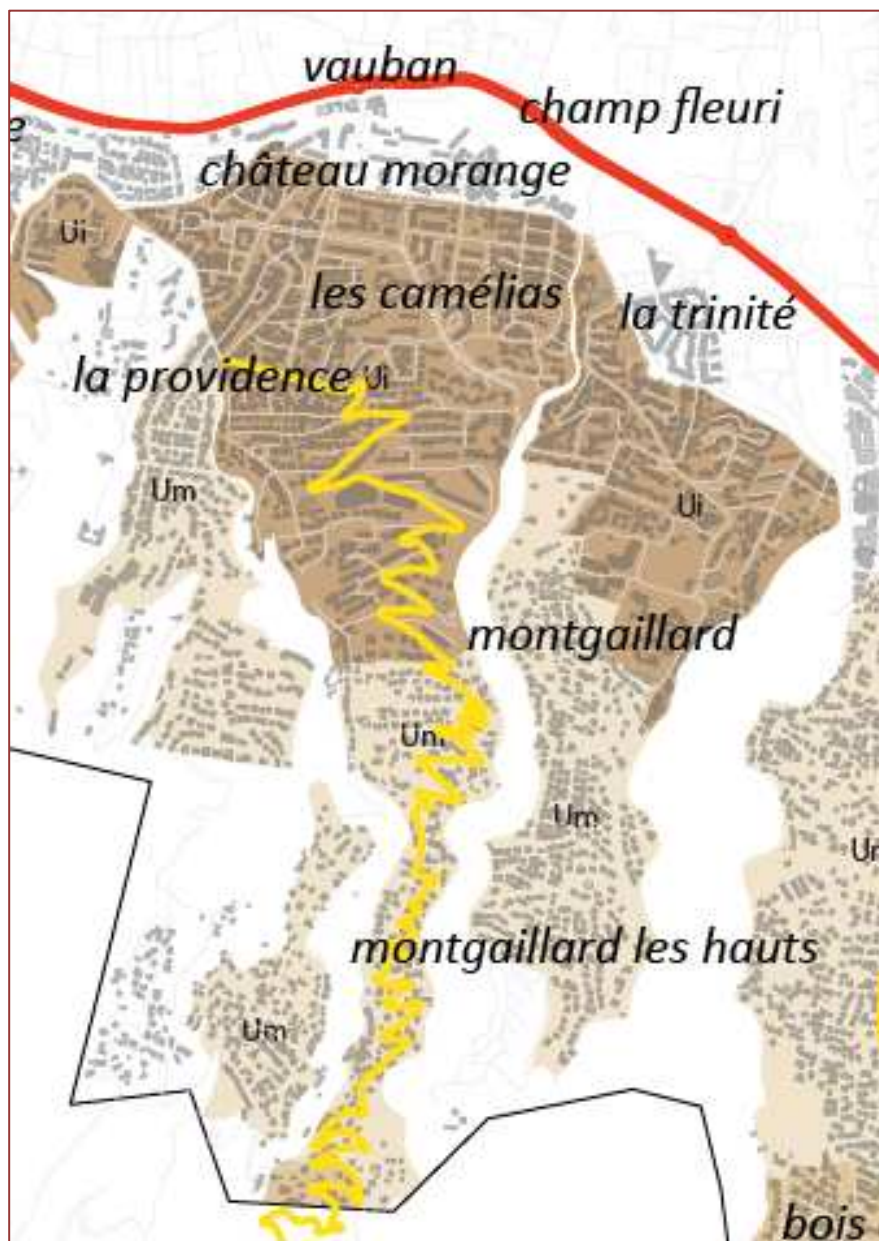 vauban
champ fleuri
e
château morange
Ui
les camélias
la trinité
la providence
Ui
Um
Ui
montgaillard
Um
Um
Ur
montgaillard les hauts
Um
bois